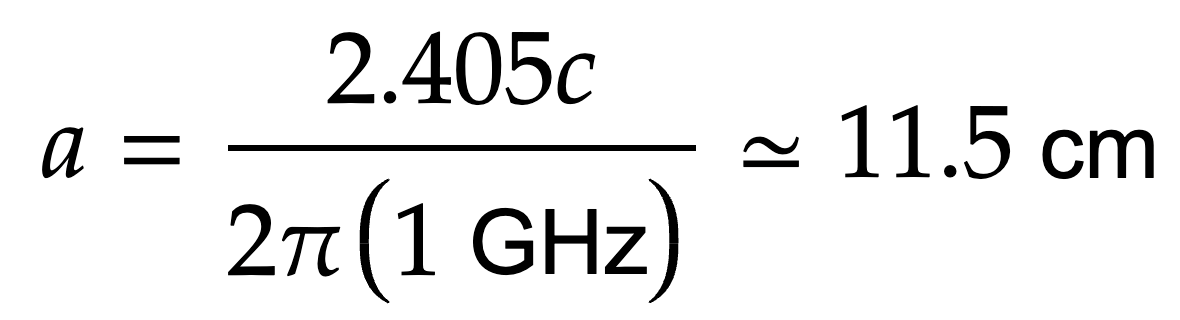 a = 2.405c / 2π(1 GHz) ≃ 11.5 cm